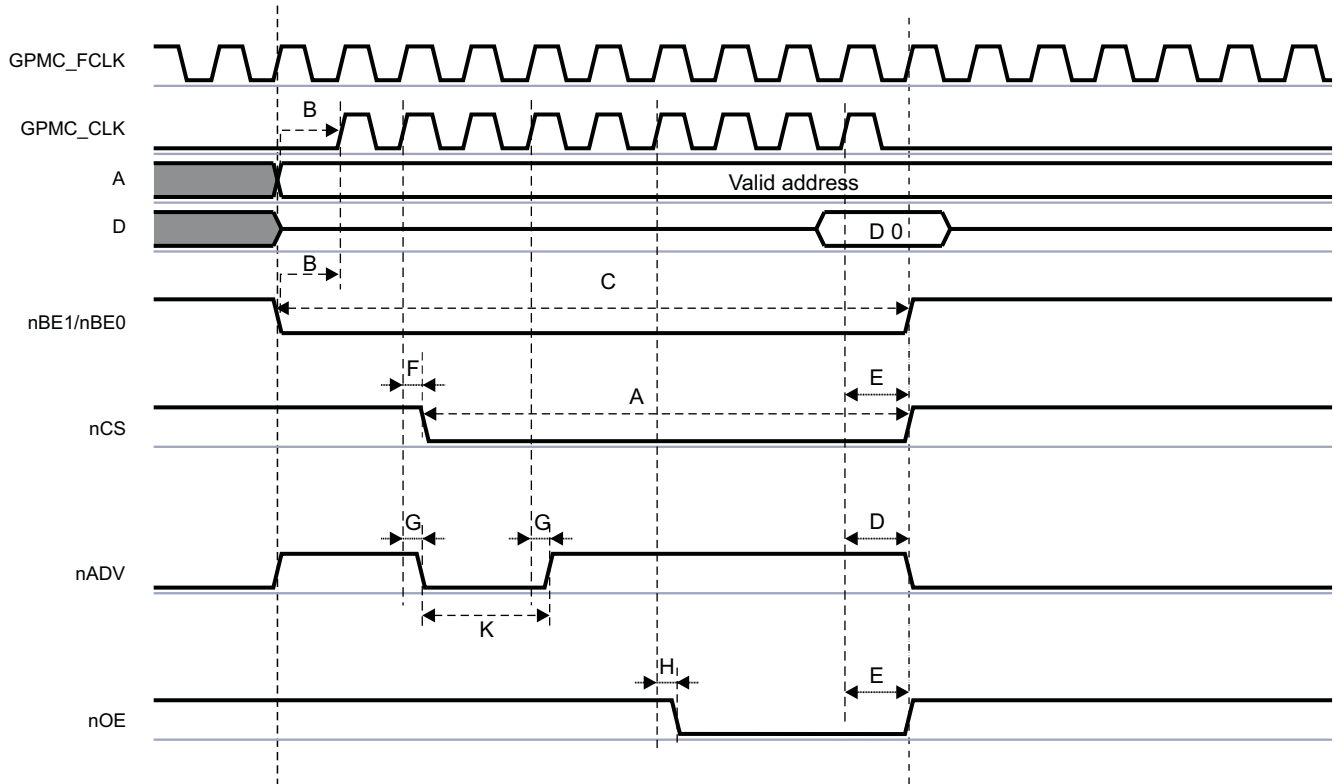 GPMC_FCLK
B
GPMC_CLK
A
Valid address
D
D 0
B
C
nBE1/nBE0
F
E
A
nCS
G
G
D
nADV
K
H
E
nOE